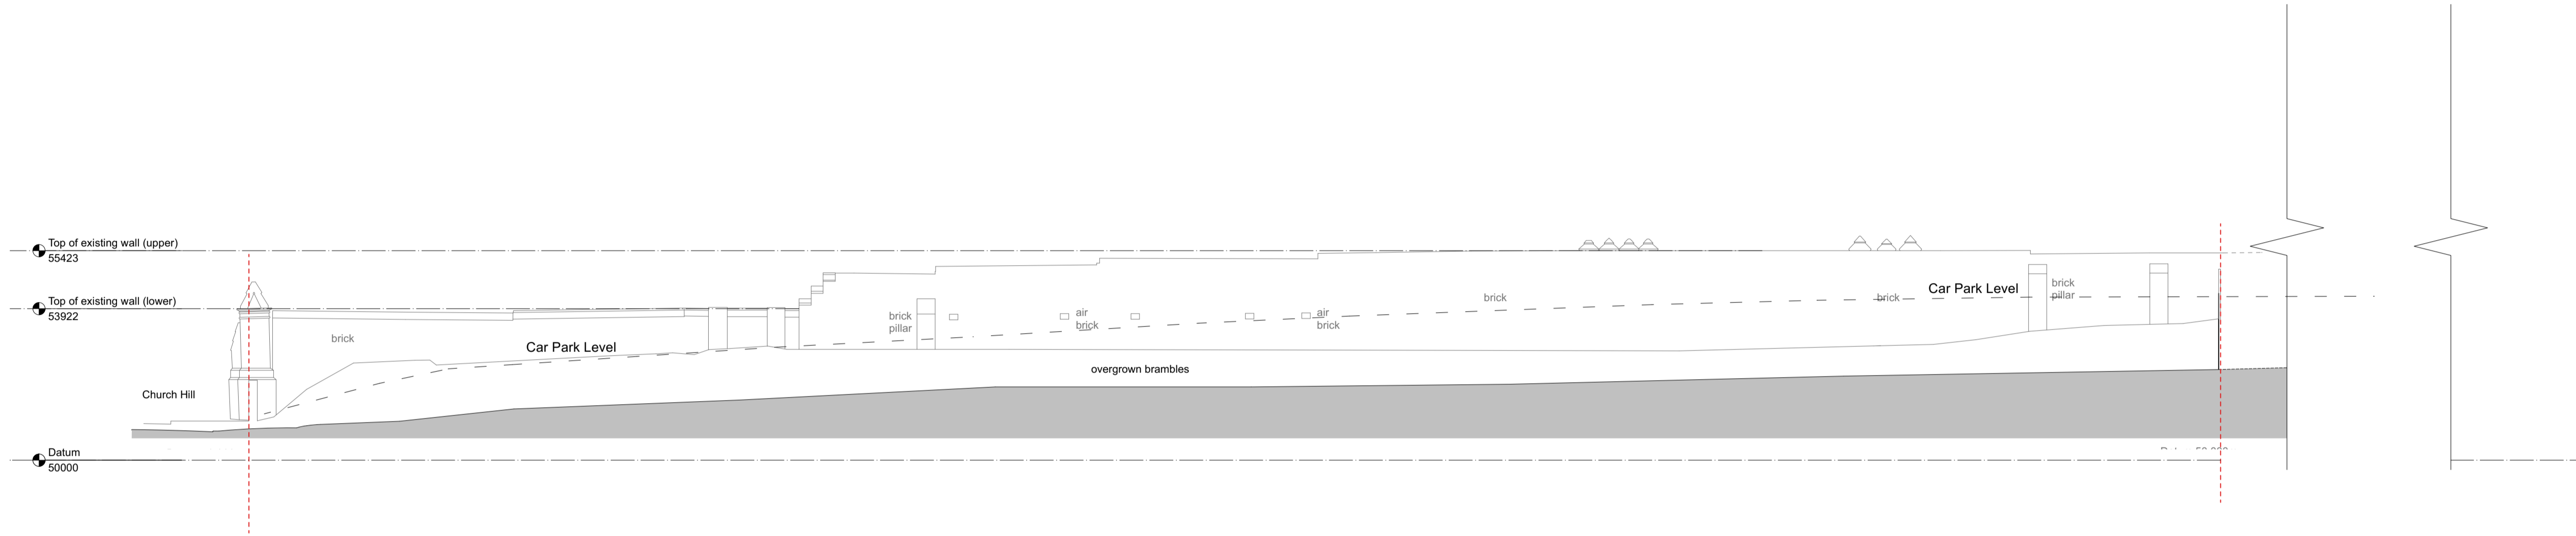 Top of existing wall (upper)
55423
Top of existing wall (lower)
53922
brick
Car Park Level
Church Hill
brick
pillar
air
brick
air
brick
overgrown brambles
brick
brick
Car Park Level
brick
pillar
Datum
50000